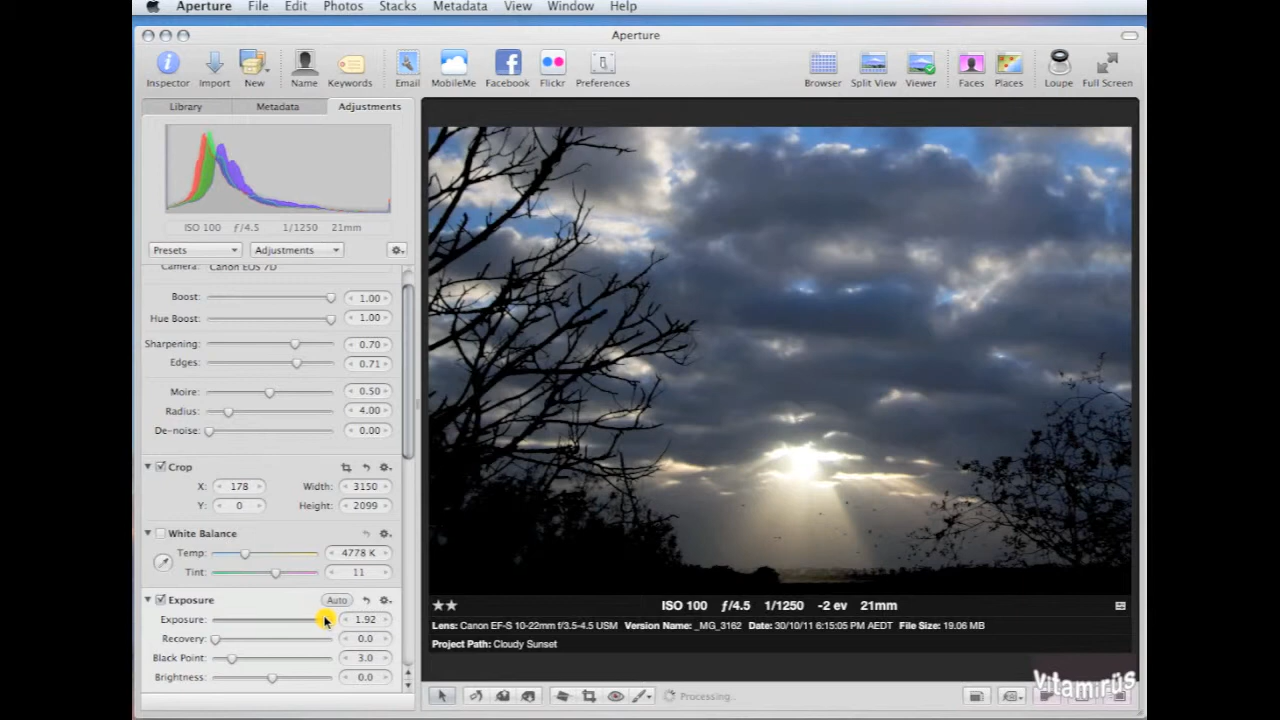 Aperture File Edit Photos Stacks Metadata View Window Help
Aperture
Inspector Import New Name Keywords Email MobileMe Facebook Flickr Preferences Browser Split View Viewer Faces Places Loupe Full Screen
Library Metadata Adjustments
ISO 100 ƒ/4.5 1/1250 21mm
Presets Adjustments
Camera: Canon EOS 7D
Boost: 1.00
Hue Boost: 1.00
Sharpening: 0.70
Edges: 0.71
Moire: 0.50
Radius: 4.00
De-noise: 0.00
Crop
X: 178 Width: 3150
Y: 0 Height: 2099
White Balance
Temp: 4778 K
Tint: 11
Exposure Auto
Exposure: 1.92
Recovery: 0.0
Black Point: 3.0
Brightness: 0.0
ISO 100 ƒ/4.5 1/1250 -2 ev 21mm
Lens: Canon EF-S 10-22mm f/3.5-4.5 USM Version Name: _MG_3162 Date: 30/10/11 6:15:05 PM AEDT File Size: 19.06 MB
Project Path: Cloudy Sunset
Processing...
vitamirüs